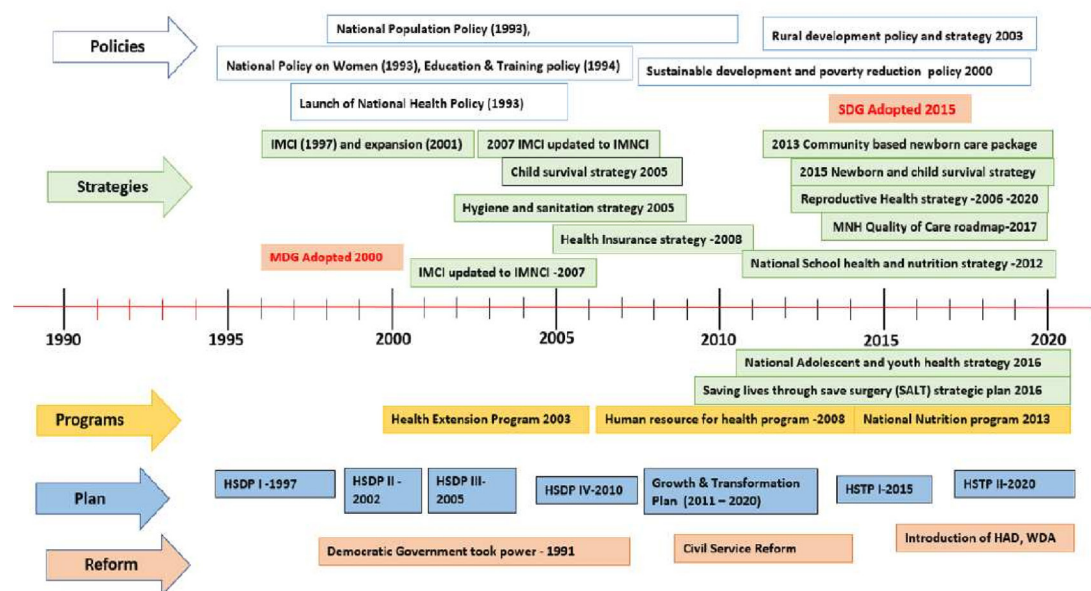 Policies
National Population Policy (1993),
Rural development policy and strategy 2003
National Policy on Women (1993), Education & Training policy (1994)
Sustainable development and poverty reduction policy 2000
Launch of National Health Policy (1993)
SDG Adopted 2015
Strategies
IMCI (1997) and expansion (2001)
2007 IMCI updated to IMNCI
2013 Community based newborn care package
Child survival strategy 2005
2015 Newborn and child survival strategy
Hygiene and sanitation strategy 2005
Reproductive Health strategy -2006 -2020
MNH Quality of Care roadmap-2017
Health Insurance strategy -2008
MDG Adopted 2000
IMCI updated to IMNCI -2007
National School health and nutrition strategy -2012
1990
1995
2000
2005
2010
2015
2020
National Adolescent and youth health strategy 2016
Saving lives through save surgery (SALT) strategic plan 2016
Programs
Health Extension Program 2003
Human resource for health program -2008
National Nutrition program 2013
Plan
HSDP I -1997
HSDP II -
2002
HSDP III-
2005
HSDP IV-2010
Growth & Transformation
Plan (2011 – 2020)
HSTP I-2015
HSTP II-2020
Reform
Democratic Government took power - 1991
Civil Service Reform
Introduction of HAD, WDA